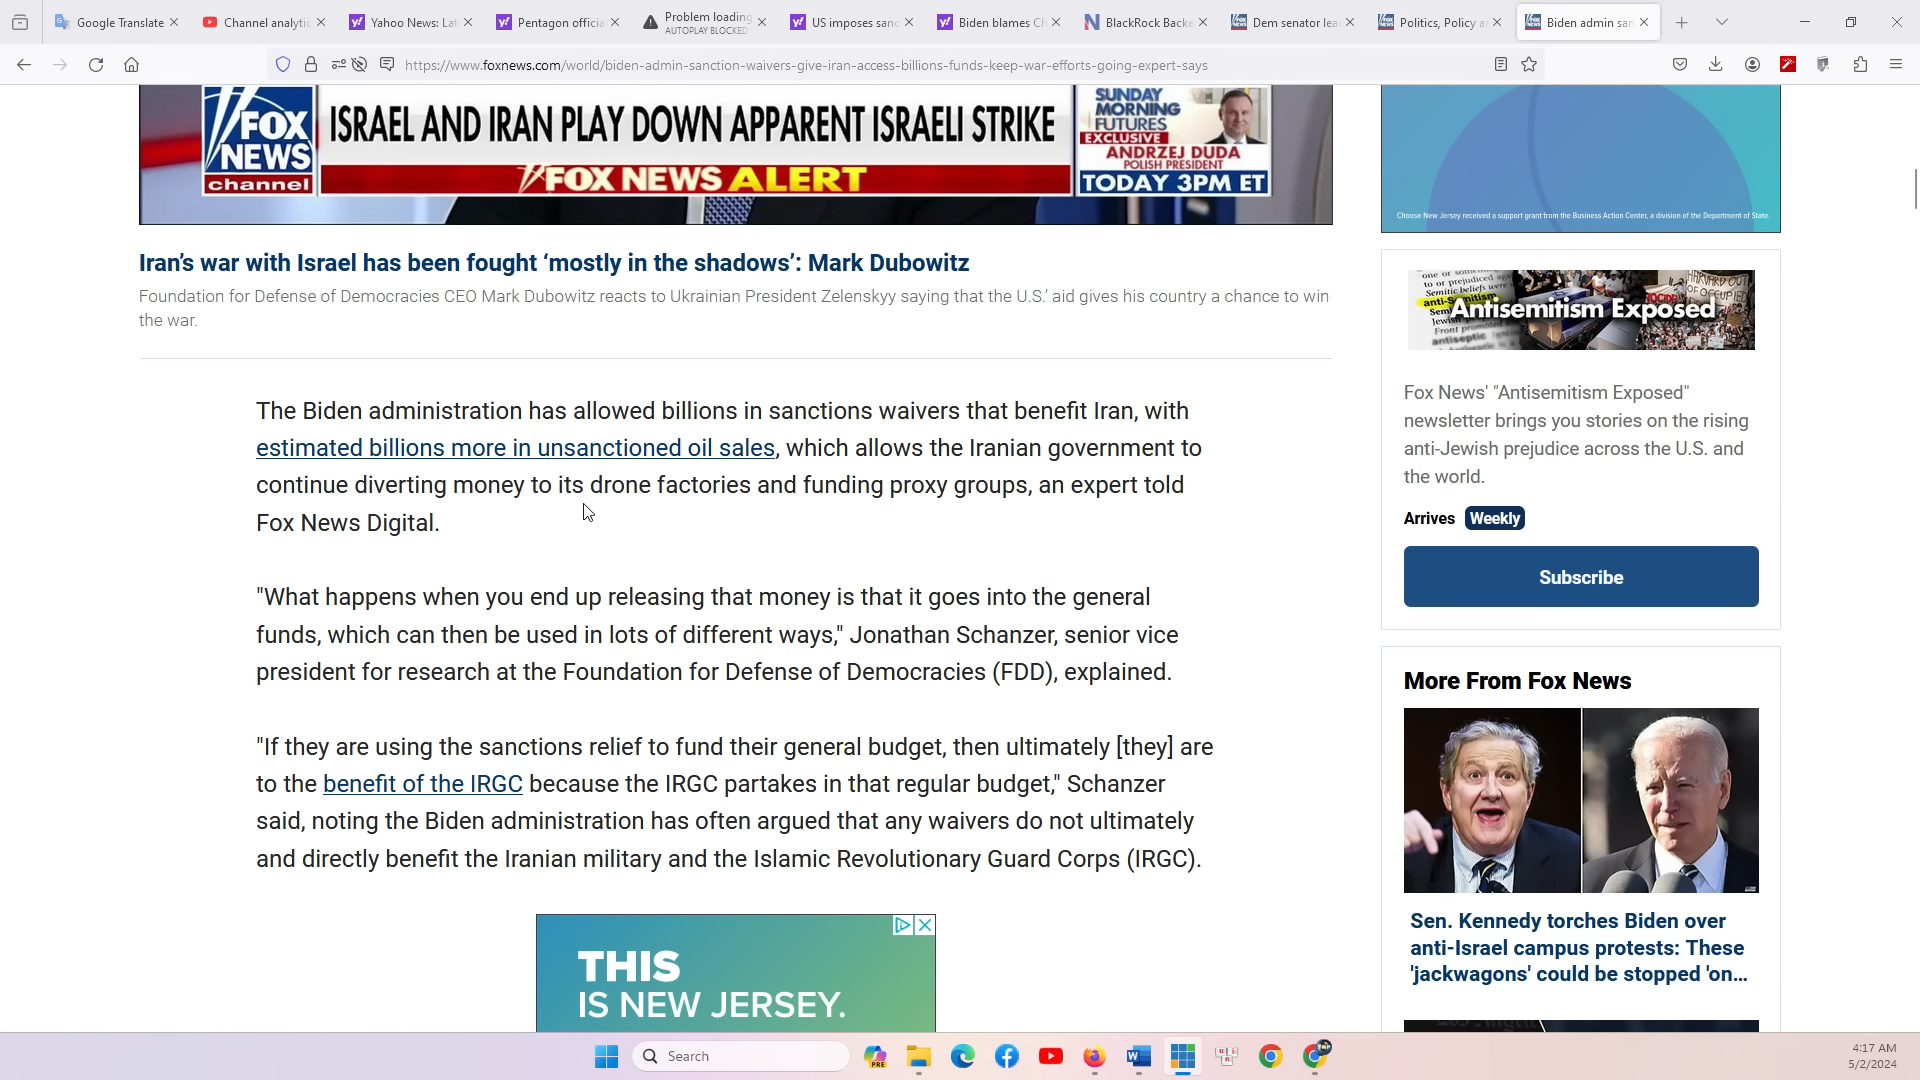 Google Translate
Channel analytic
Yahoo News: Lat
Pentagon officia
Problem loading
AUTOPLAY BLOCKED
US imposes sanc
Biden blames Ch
BlackRock Backe
Dem senator lea
Politics, Policy a
Biden admin san
https://www.foxnews.com/world/biden-admin-sanction-waivers-give-iran-access-billions-funds-keep-war-efforts-going-expert-says
FOX
NEWS
channel
ISRAEL AND IRAN PLAY DOWN APPARENT ISRAELI STRIKE
FOX NEWS ALERT
SUNDAY
MORNING
FUTURES
EXCLUSIVE
ANDRZEJ DUDA
POLISH PRESIDENT
TODAY 3PM ET
Iran’s war with Israel has been fought ‘mostly in the shadows’: Mark Dubowitz
Foundation for Defense of Democracies CEO Mark Dubowitz reacts to Ukrainian President Zelenskyy saying that the U.S.’ aid gives his country a chance to win
the war.
The Biden administration has allowed billions in sanctions waivers that benefit Iran, with
estimated billions more in unsanctioned oil sales, which allows the Iranian government to
continue diverting money to its drone factories and funding proxy groups, an expert told
Fox News Digital.
"What happens when you end up releasing that money is that it goes into the general
funds, which can then be used in lots of different ways," Jonathan Schanzer, senior vice
president for research at the Foundation for Defense of Democracies (FDD), explained.
"If they are using the sanctions relief to fund their general budget, then ultimately [they] are
to the benefit of the IRGC because the IRGC partakes in that regular budget," Schanzer
said, noting the Biden administration has often argued that any waivers do not ultimately
and directly benefit the Iranian military and the Islamic Revolutionary Guard Corps (IRGC).
THIS
IS NEW JERSEY.
Choose New Jersey received a support grant from the Business Action Center, a division of the Department of State.
Antisemitism Exposed
Fox News' "Antisemitism Exposed"
newsletter brings you stories on the rising
anti-Jewish prejudice across the U.S. and
the world.
Arrives Weekly
Subscribe
More From Fox News
Sen. Kennedy torches Biden over
anti-Israel campus protests: These
'jackwagons' could be stopped 'on...
Search
4:17 AM
5/2/2024